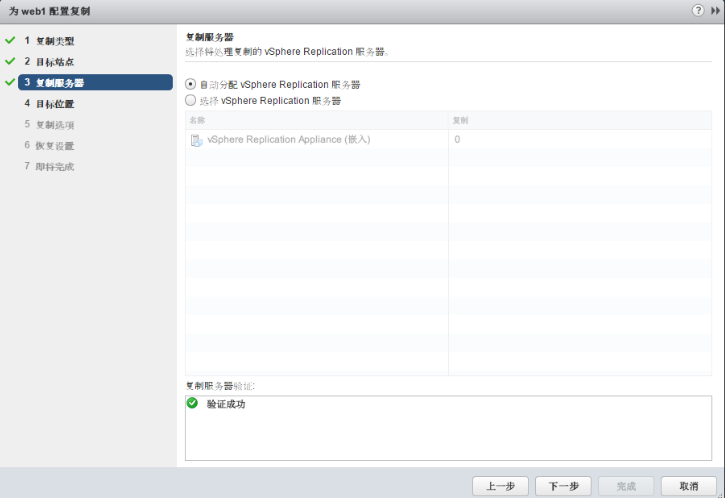 为 web1 配置复制
1 复制类型
2 目标站点
3 复制服务器
4 目标位置
5 复制选项
6 恢复设置
7 即将完成
复制服务器
选择待处理复制的 vSphere Replication 服务器。
自动分配 vSphere Replication 服务器
选择 vSphere Replication 服务器
名称 复制
vSphere Replication Appliance (嵌入) 0
复制服务器验证:
验证成功
上一步 下一步 完成 取消